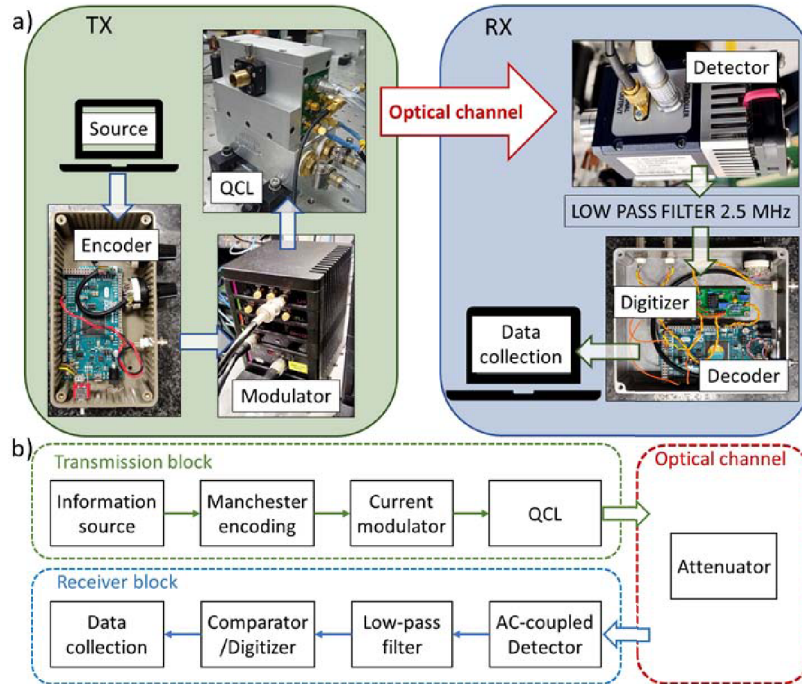 a)
TX
RX
Source
QCL
Encoder
Modulator
Optical channel
Detector
LOW PASS FILTER 2.5 MHz
Digitizer
Decoder
Data
collection
b)
Transmission block
Optical channel
Information
source
Manchester
encoding
Current
modulator
QCL
Attenuator
Receiver block
Data
collection
Comparator
/Digitizer
Low-pass
filter
AC-coupled
Detector